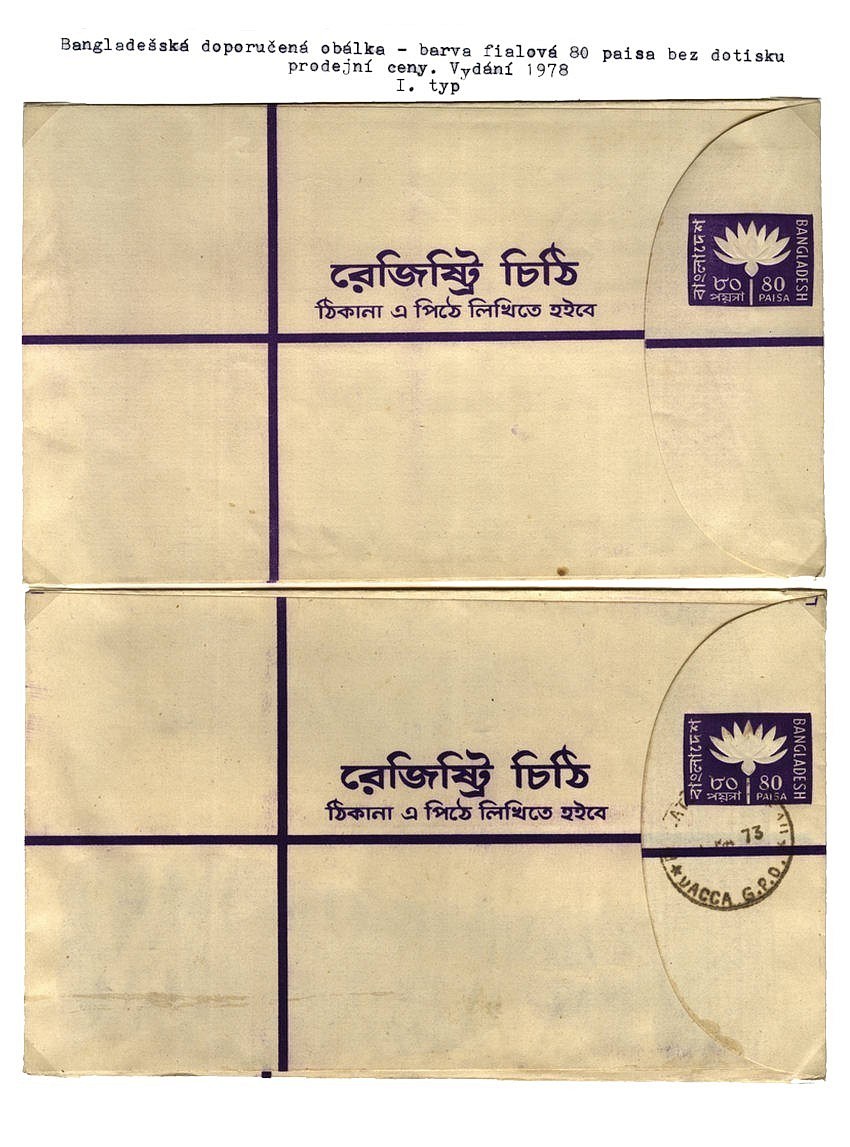 Bangladešská doporučená obálka - barva fialová 80 paisa bez dotisku
prodejní ceny. Vydání 1978
I. typ
বাংলাদেশ
BANGLADESH
৮০ 80
পয়সা PAISA
রেজিষ্ট্রি চিঠি
ঠিকানা এ পিঠে লিখিতে হইবে
বাংলাদেশ
BANGLADESH
৮০ 80
পয়সা PAISA
রেজিষ্ট্রি চিঠি
ঠিকানা এ পিঠে লিখিতে হইবে
73
DACCA G.P.O.